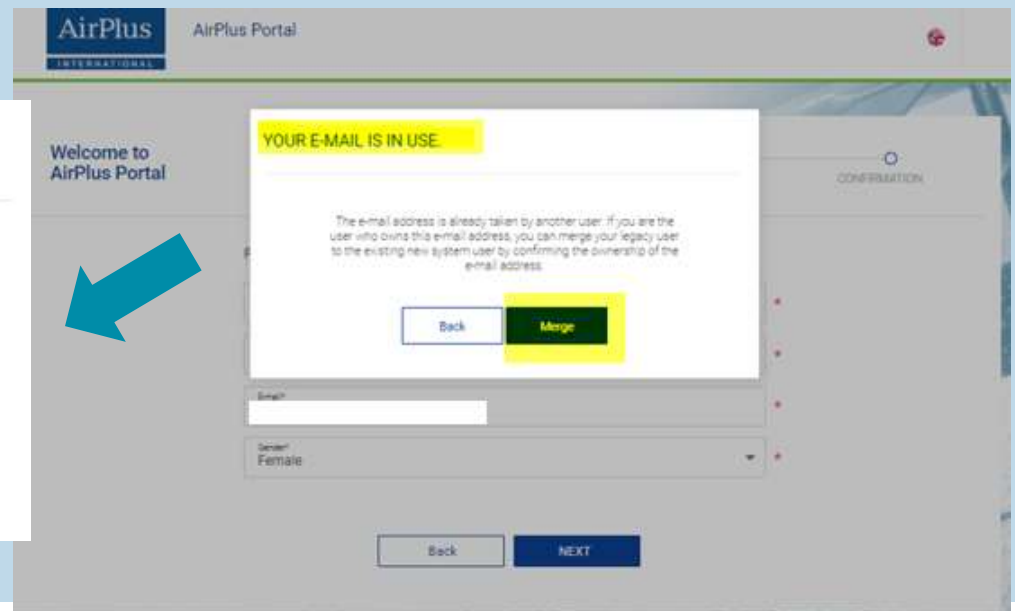 AirPlus
INTERNATIONAL
AirPlus Portal
Welcome to
AirPlus Portal
CONFIRMATION
YOUR E-MAIL IS IN USE.
The e-mail address is already taken by another user. If you are the
user who owns this e-mail address, you can merge your legacy user
to the existing new system user by confirming the ownership of the
e-mail address.
Back
Merge
*
*
E-mail*
*
Gender*
Female
*
Back
NEXT